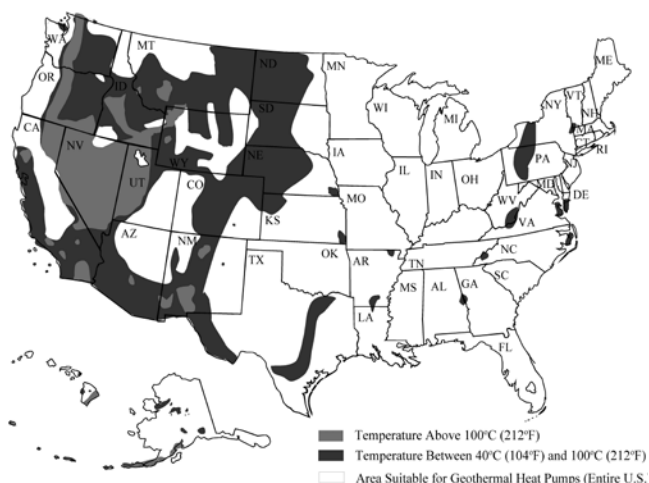 WA
MT
ND
MN
ME
OR
ID
SD
WI
MI
NY
VT
NH
MA
CT
RI
CA
NV
WY
NE
IA
PA
NJ
UT
CO
IL
IN
OH
MD
DE
WV
VA
KS
MO
AZ
NM
OK
AR
TN
NC
SC
TX
MS
AL
GA
LA
FL
Temperature Above 100°C (212°F)
Temperature Between 40°C (104°F) and 100°C (212°F)
Area Suitable for Geothermal Heat Pumps (Entire U.S.)